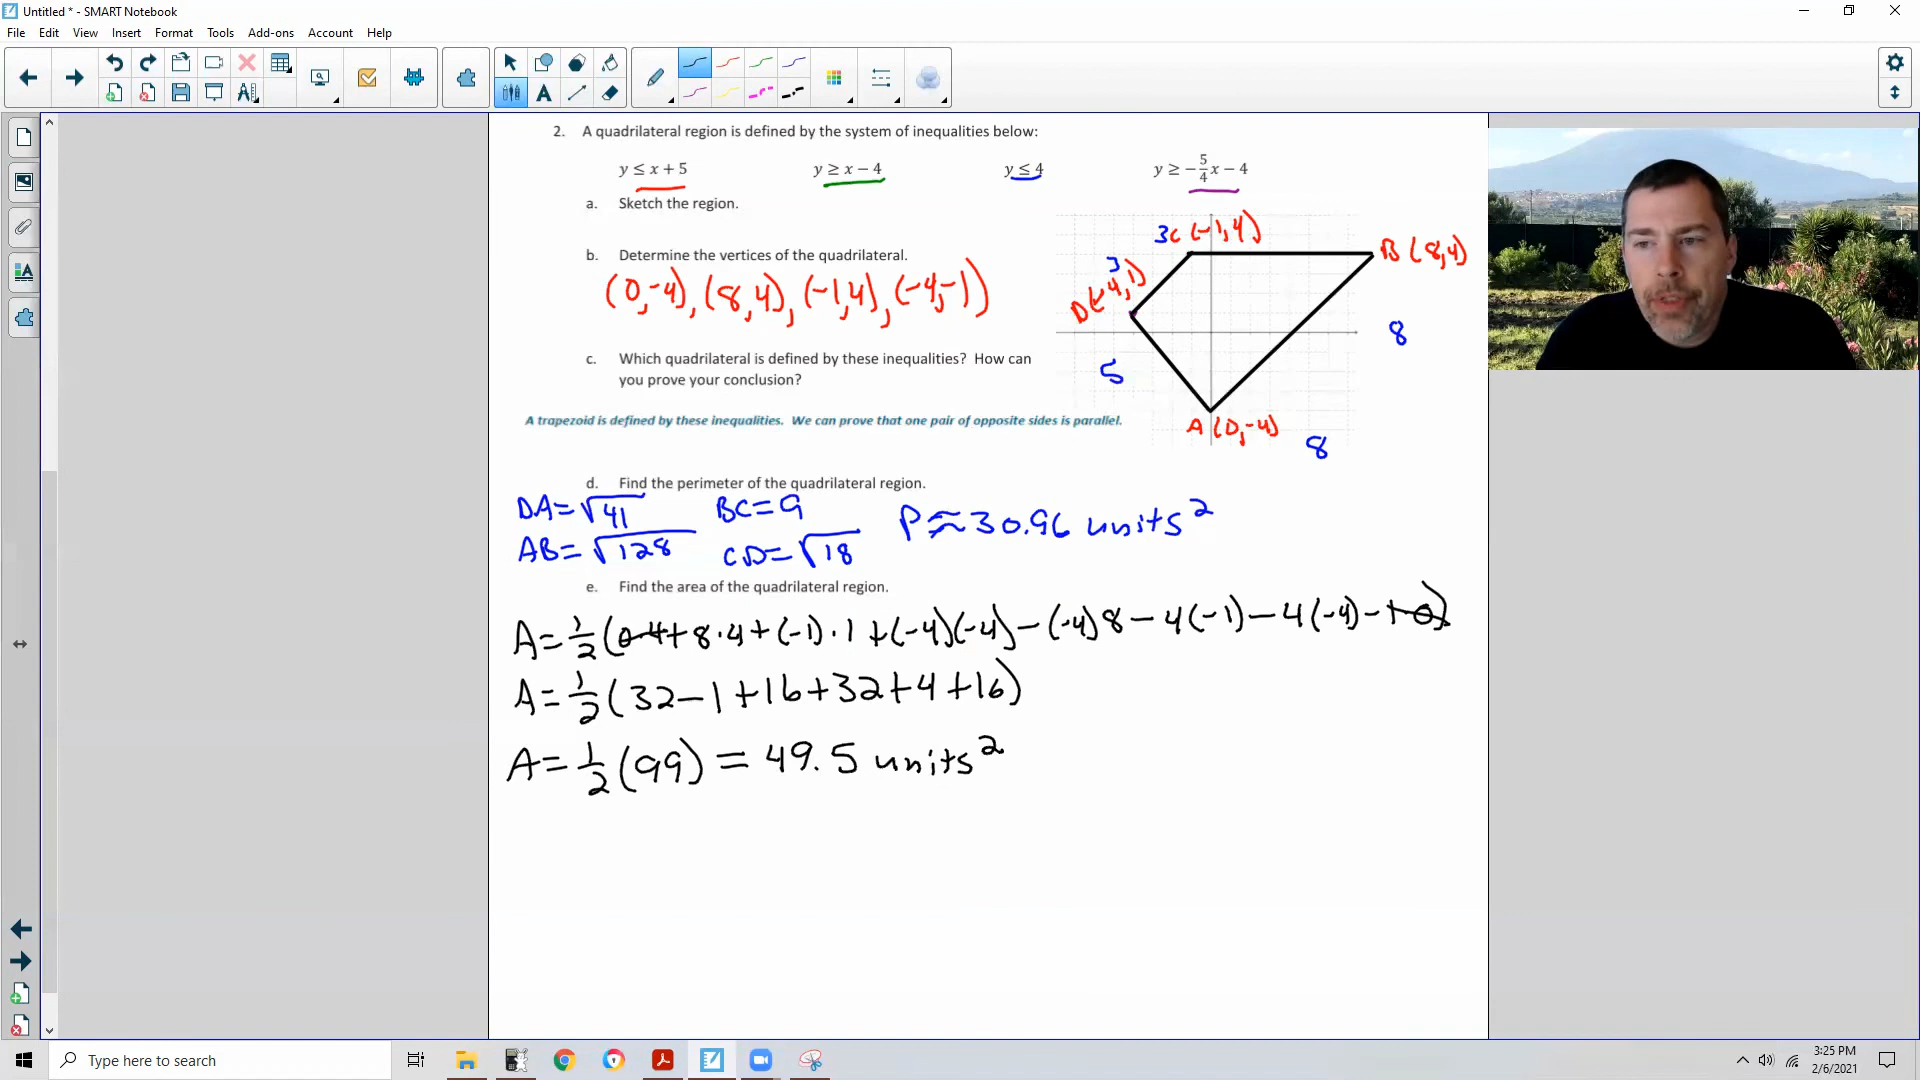 Untitled * - SMART Notebook
File Edit View Insert Format Tools Add-ons Account Help
2. A quadrilateral region is defined by the system of inequalities below:
y ≤ x + 5 y ≥ x − 4 y ≤ 4 y ≥ −5/4x − 4
a. Sketch the region.
3 C (-1,4)
B (8,4)
b. Determine the vertices of the quadrilateral.
3
D(-4,1)
(0,-4), (8,4), (-1,4), (-4,-1)
8
c. Which quadrilateral is defined by these inequalities? How can
you prove your conclusion?
5
A trapezoid is defined by these inequalities. We can prove that one pair of opposite sides is parallel.
A (0,-4)
8
d. Find the perimeter of the quadrilateral region.
DA=√41 BC=9 P≈30.96 units²
AB=√128 CD=√18
e. Find the area of the quadrilateral region.
A=1/2(0·4+8·4+(-1)·1+(-4)(-4)-(-4)8-4(-1)-4(-4)-1·0)
A=1/2(32-1+16+32+4+16)
A=1/2(99)=49.5 units²
Type here to search
3:25 PM
2/6/2021